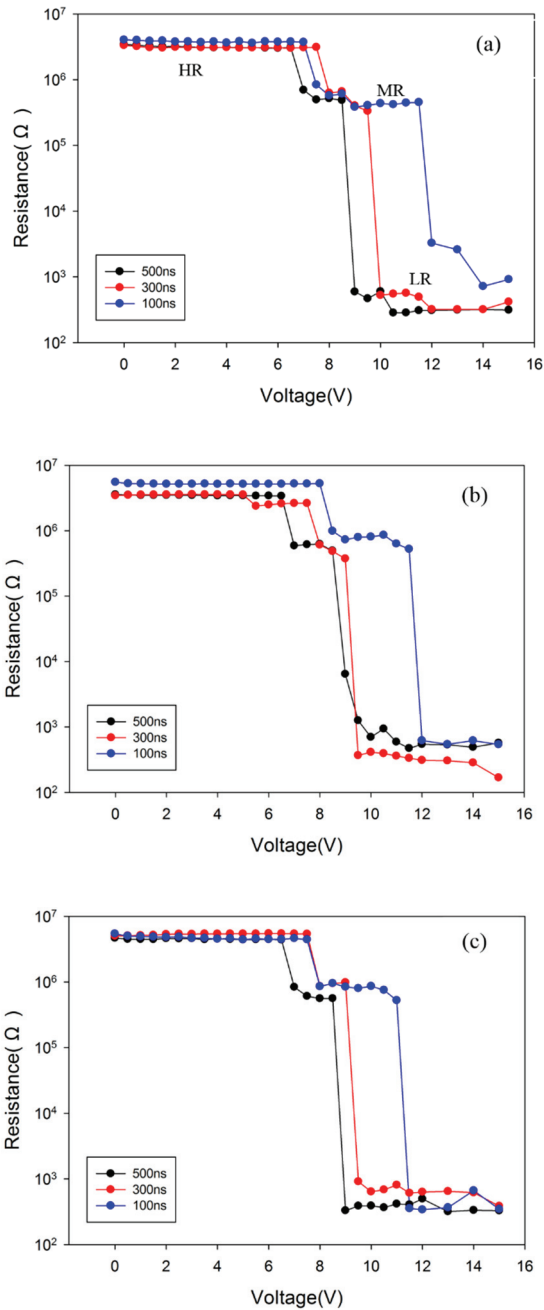 10⁷
(a)
10⁶
HR
MR
10⁵
Resistance( Ω )
10⁴
10³
LR
500ns
300ns
100ns
10²
0 2 4 6 8 10 12 14 16
Voltage(V)
10⁷
(b)
10⁶
10⁵
Resistance( Ω )
10⁴
10³
500ns
300ns
100ns
10²
0 2 4 6 8 10 12 14 16
Voltage(V)
10⁷
(c)
10⁶
10⁵
Resistance( Ω )
10⁴
10³
500ns
300ns
100ns
10²
0 2 4 6 8 10 12 14 16
Voltage(V)